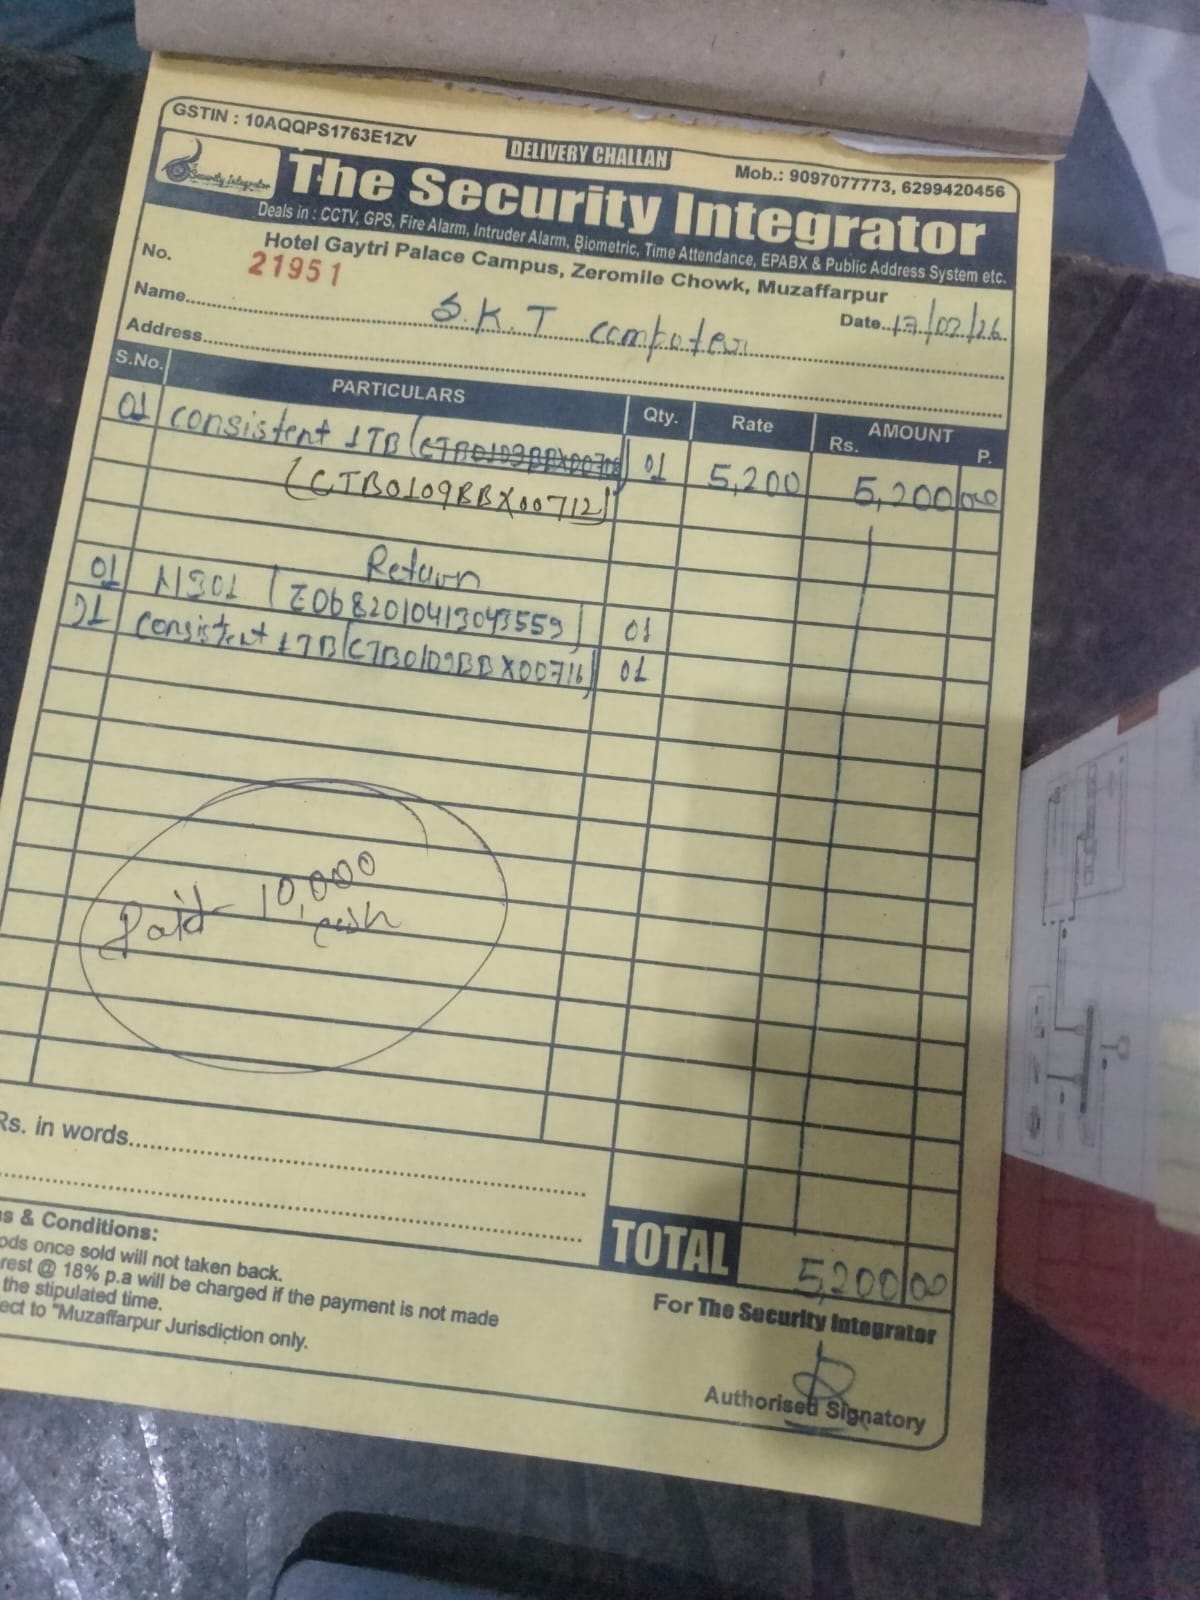 GSTIN : 10AQQPS1763E1ZV
DELIVERY CHALLAN
Mob.: 9097077773, 6299420456
Security Integrator
The Security Integrator
Deals in : CCTV, GPS, Fire Alarm, Intruder Alarm, Biometric, Time Attendance, EPABX & Public Address System etc.
Hotel Gaytri Palace Campus, Zeromile Chowk, Muzaffarpur
No. 21951
Name S.K.T computer Date 17/02/26
Address
S.No. PARTICULARS Qty. Rate AMOUNT Rs. P.
01 consistent 1TB 01 5,200 5,200 00
(CTB0109BBX00712)
Return
01 (E0682010413043559) 01
01 consistent 1TB (CTB0109BBX00716) 01
Paid 10,000
cash
Rs. in words
TOTAL 5,200 00
ns & Conditions:
ods once sold will not taken back.
rest @ 18% p.a will be charged if the payment is not made
the stipulated time.
ect to "Muzaffarpur Jurisdiction only.
For The Security Integrator
Authorised Signatory